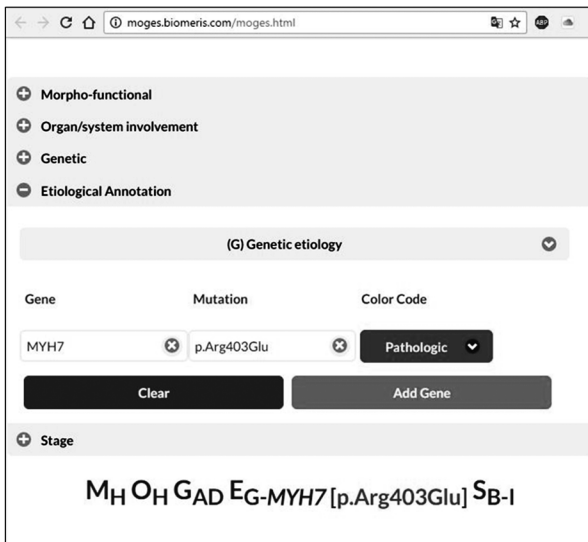 moges.biomeris.com/moges.html
ABP
Morpho-functional
Organ/system involvement
Genetic
Etiological Annotation
(G) Genetic etiology
Gene Mutation Color Code
MYH7 p.Arg403Glu Pathologic
Clear Add Gene
Stage
MH OH GAD EG-MYH7 [p.Arg403Glu] SB-I